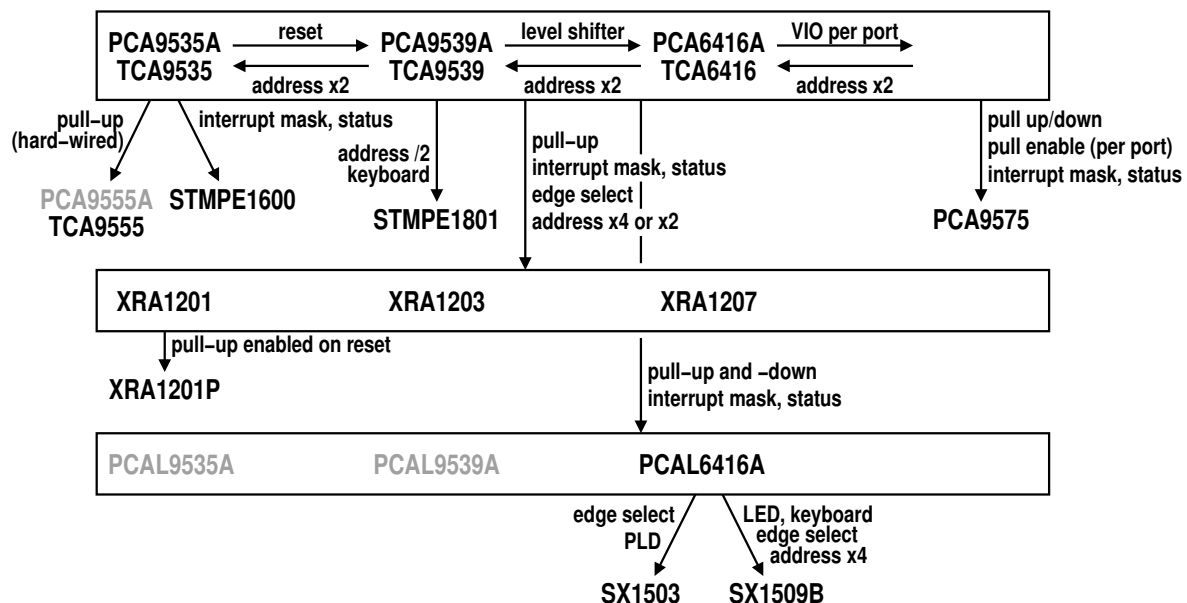 reset
level shifter
VIO per port
PCA9535A
PCA9539A
PCA6416A
TCA9535
TCA9539
TCA6416
address x2
address x2
address x2
pull−up
(hard−wired)
interrupt mask, status
address /2
keyboard
pull−up
interrupt mask, status
edge select
address x4 or x2
pull up/down
pull enable (per port)
interrupt mask, status
PCA9555A
TCA9555
STMPE1600
STMPE1801
PCA9575
XRA1201
XRA1203
XRA1207
pull−up enabled on reset
XRA1201P
pull−up and −down
interrupt mask, status
PCAL9535A
PCAL9539A
PCAL6416A
edge select
PLD
LED, keyboard
edge select
address x4
SX1503
SX1509B